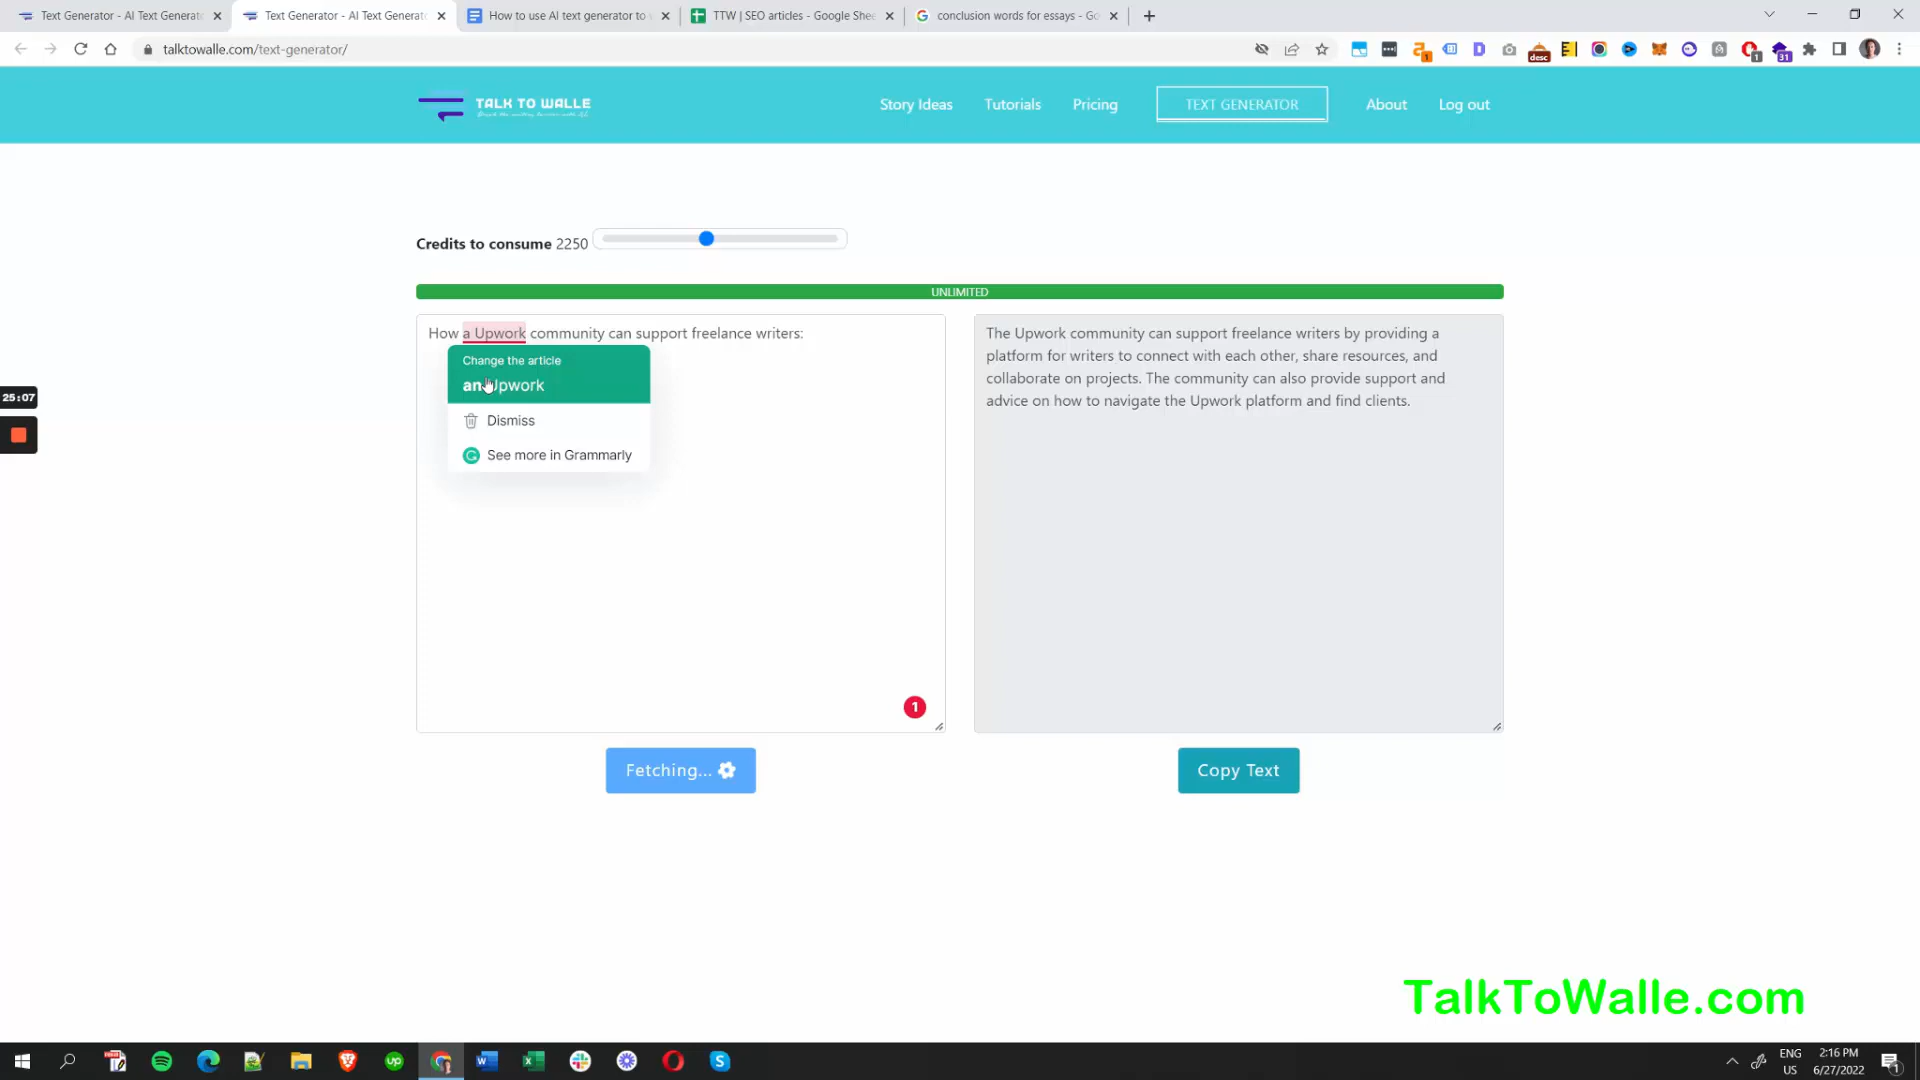 Text Generator - AI Text Generat
Text Generator - AI Text Generat
How to use AI text generator to
TTW | SEO articles - Google Shee
conclusion words for essays - Go
talktowalle.com/text-generator/
desc
1
1
31
TALK TO WALLE
Story Ideas
Tutorials
Pricing
TEXT GENERATOR
About
Log out
Credits to consume 2250
UNLIMITED
How a Upwork community can support freelance writers:
Change the article
an Upwork
Dismiss
See more in Grammarly
1
The Upwork community can support freelance writers by providing a
platform for writers to connect with each other, share resources, and
collaborate on projects. The community can also provide support and
advice on how to navigate the Upwork platform and find clients.
25:07
Fetching...
Copy Text
TalkToWalle.com
ENG
US
2:16 PM
6/27/2022
1